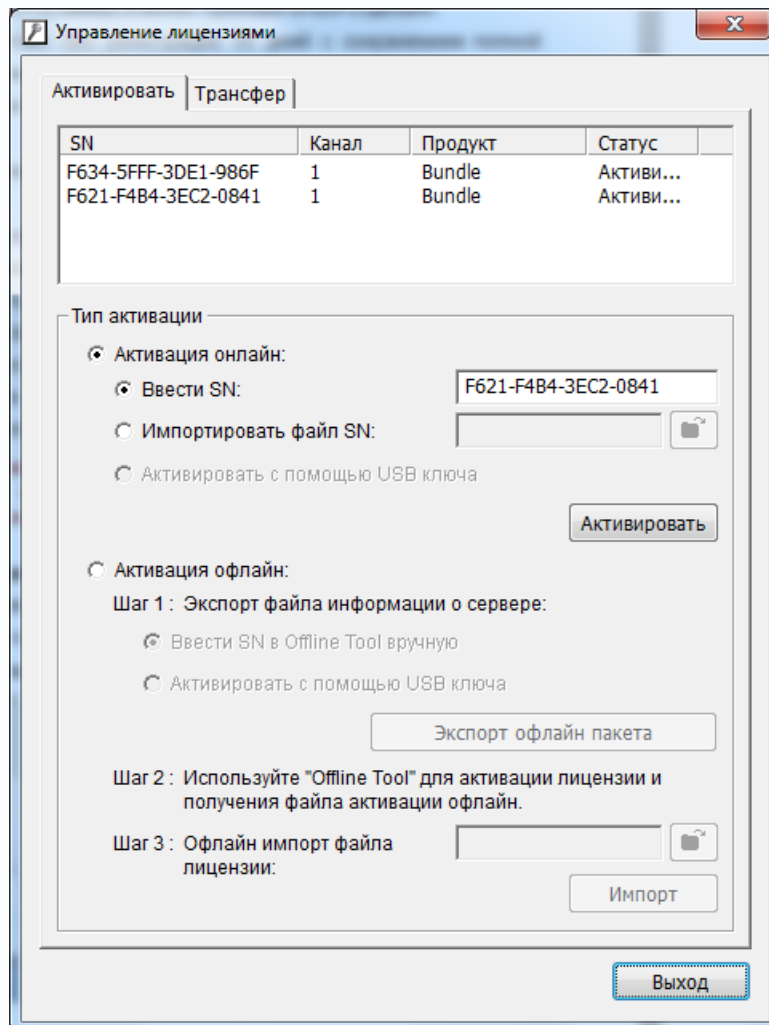 Управление лицензиями
Активировать Трансфер
SN Канал Продукт Статус
F634-5FFF-3DE1-986F 1 Bundle Активи...
F621-F4B4-3EC2-0841 1 Bundle Активи...
Тип активации
Активация онлайн:
Ввести SN: F621-F4B4-3EC2-0841
Импортировать файл SN:
Активировать с помощью USB ключа
Активировать
Активация офлайн:
Шаг 1 : Экспорт файла информации о сервере:
Ввести SN в Offline Tool вручную
Активировать с помощью USB ключа
Экспорт офлайн пакета
Шаг 2 : Используйте "Offline Tool" для активации лицензии и
получения файла активации офлайн.
Шаг 3 : Офлайн импорт файла
лицензии:
Импорт
Выход